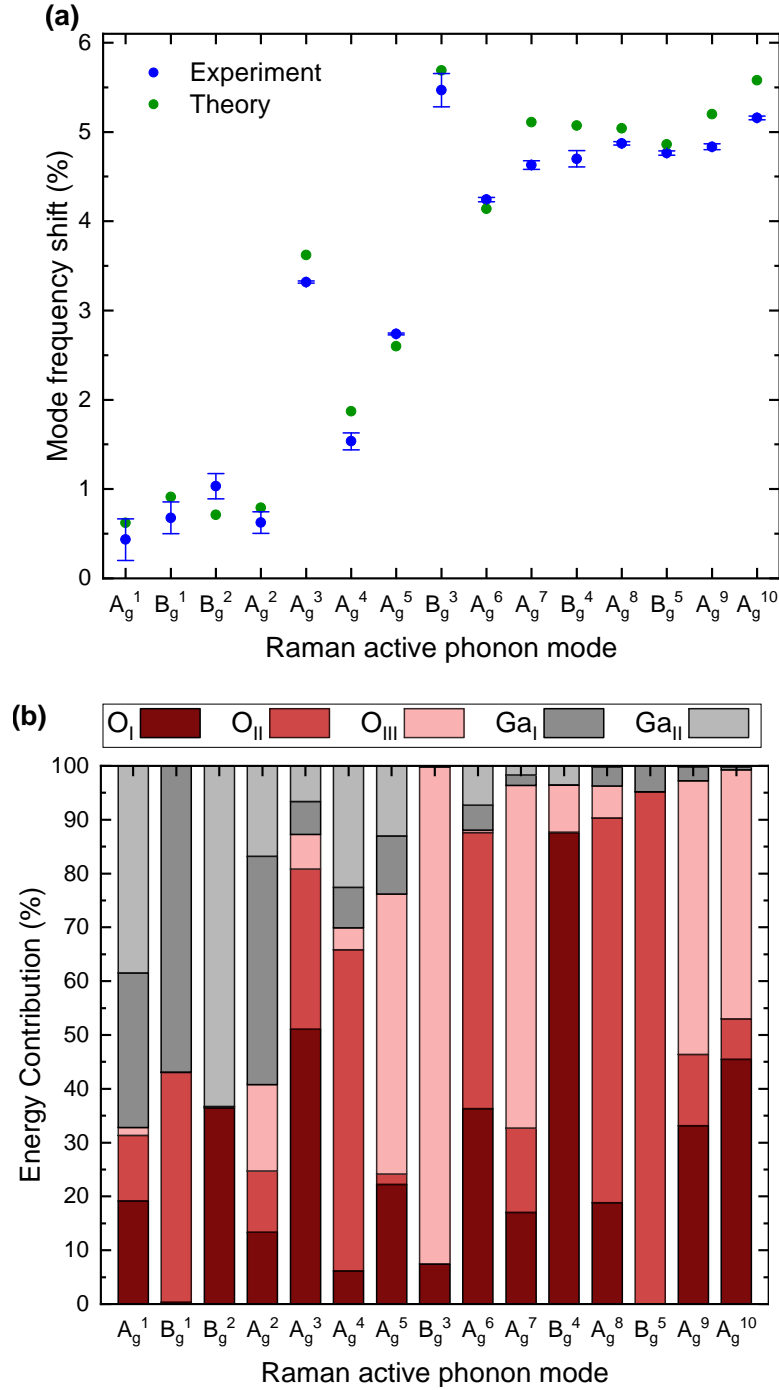 (a)
Experiment
Theory
Mode frequency shift (%)
6
5
4
3
2
1
0
A_g^1 B_g^1 B_g^2 A_g^2 A_g^3 A_g^4 A_g^5 B_g^3 A_g^6 A_g^7 B_g^4 A_g^8 B_g^5 A_g^9 A_g^10
Raman active phonon mode
(b)
O_I O_II O_III Ga_I Ga_II
Energy Contribution (%)
100
90
80
70
60
50
40
30
20
10
0
A_g^1 B_g^1 B_g^2 A_g^2 A_g^3 A_g^4 A_g^5 B_g^3 A_g^6 A_g^7 B_g^4 A_g^8 B_g^5 A_g^9 A_g^10
Raman active phonon mode